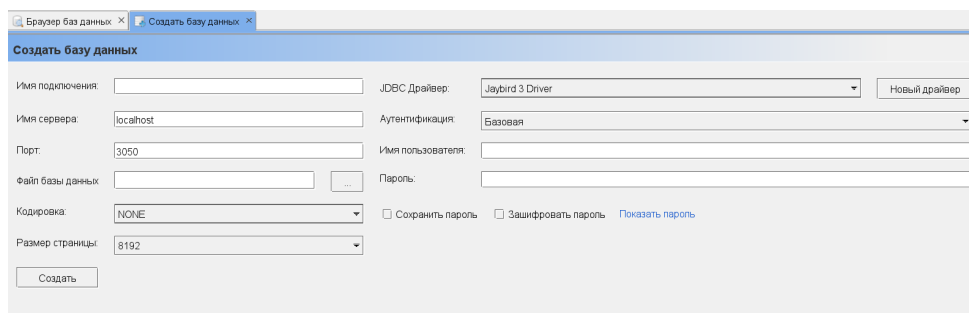 Браузер баз данных × Создать базу данных ×
Создать базу данных
Имя подключения: JDBC Драйвер: Jaybird 3 Driver Новый драйвер
Имя сервера: localhost Аутентификация: Базовая
Порт: 3050 Имя пользователя:
Файл базы данных ... Пароль:
Кодировка: NONE Сохранить пароль Зашифровать пароль Показать пароль
Размер страницы: 8192
Создать